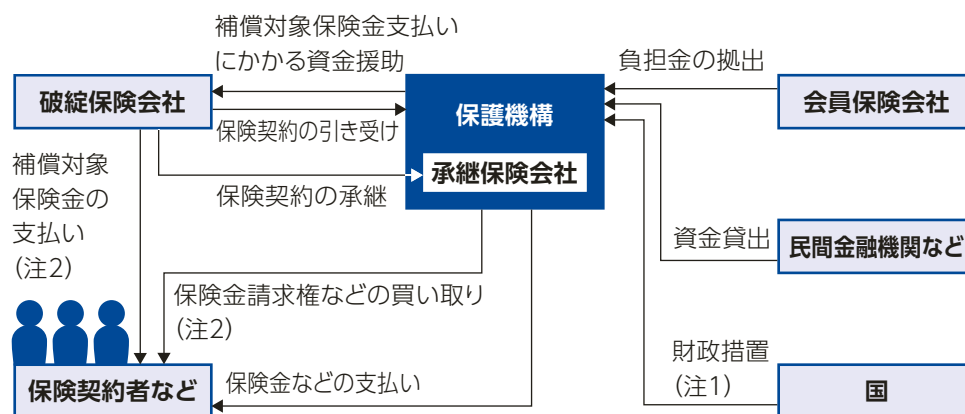 補償対象保険金支払い
にかかる資金援助
負担金の拠出
破綻保険会社
保護機構
会員保険会社
保険契約の引き受け
補償対象
保険金の
支払い
(注2)
承継保険会社
保険契約の承継
資金貸出
民間金融機関など
保険金請求権などの買い取り
(注2)
財政措置
(注1)
保険契約者など
保険金などの支払い
国